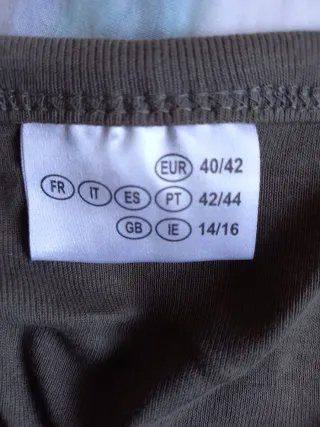 EUR 40/42
FR IT ES PT 42/44
GB IE 14/16